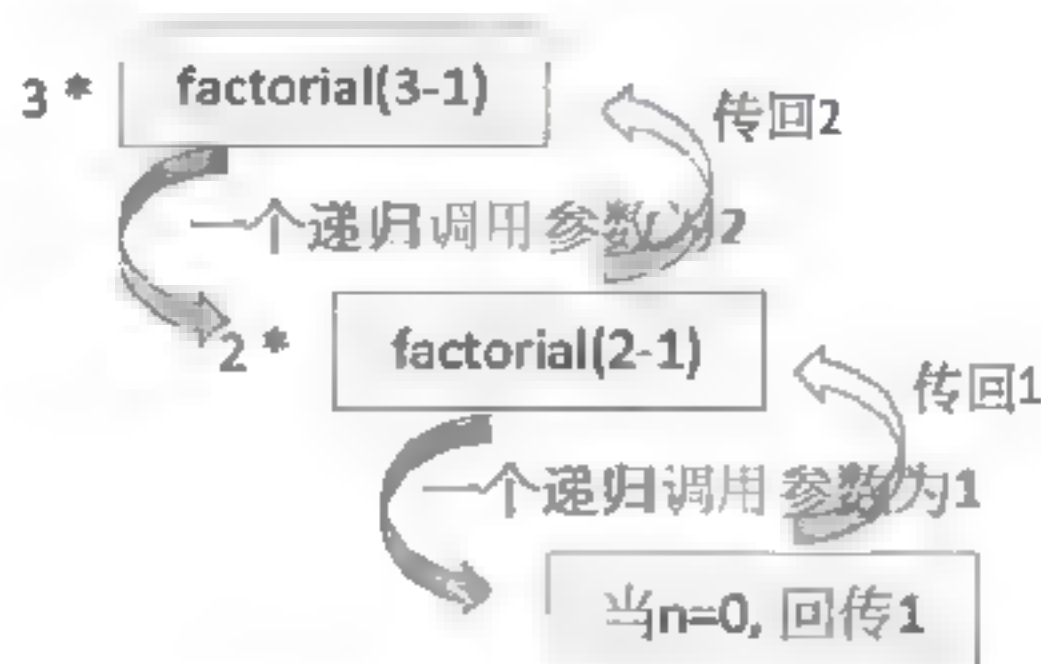 3 * factorial(3-1)
传回2
一个递归调用 参数为2
2 * factorial(2-1)
传回1
一个递归调用 参数为1
当n=0, 回传1